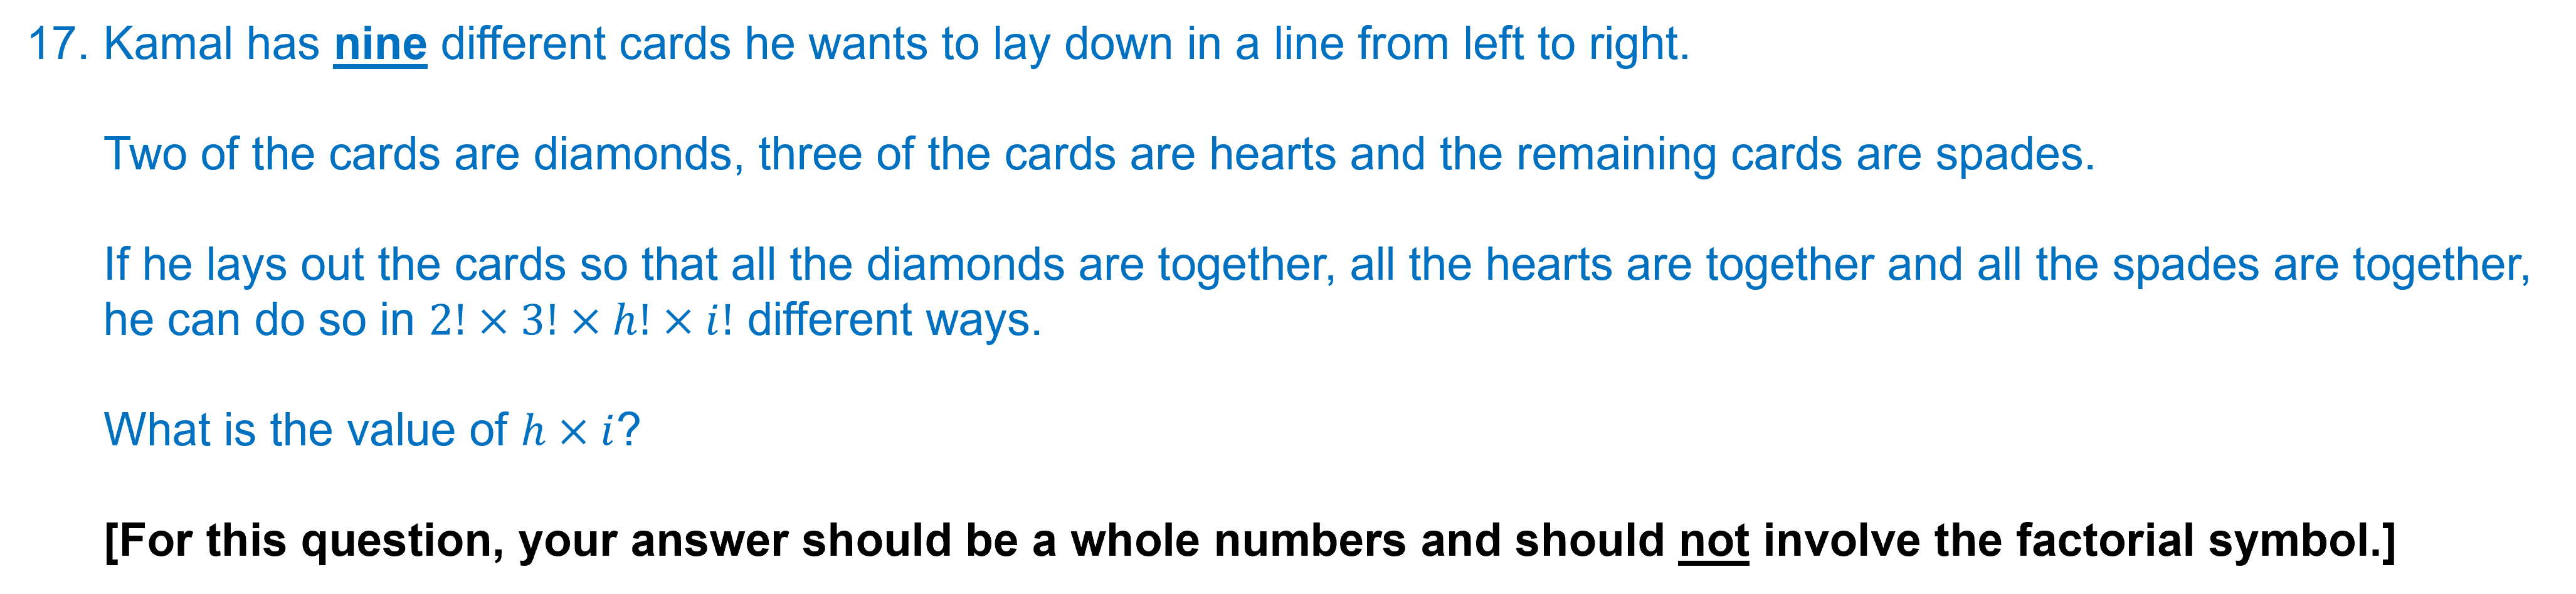 17. Kamal has nine different cards he wants to lay down in a line from left to right.
Two of the cards are diamonds, three of the cards are hearts and the remaining cards are spades.
If he lays out the cards so that all the diamonds are together, all the hearts are together and all the spades are together,
he can do so in 2! × 3! × h! × i! different ways.
What is the value of h × i?
[For this question, your answer should be a whole numbers and should not involve the factorial symbol.]